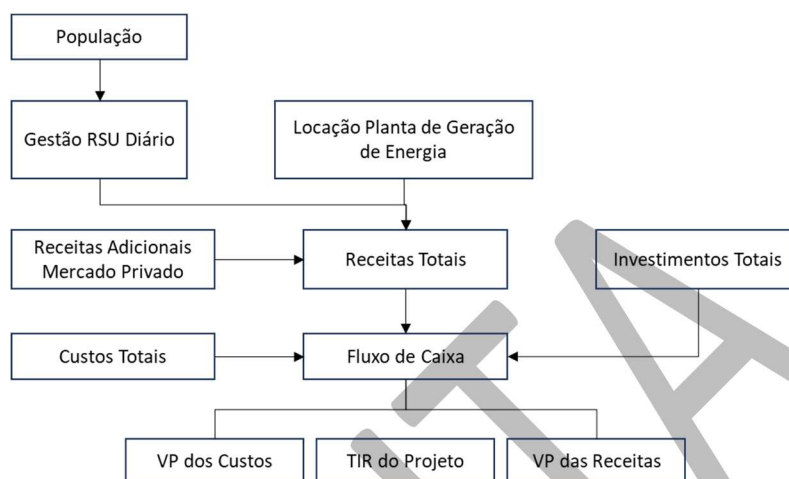 População
Gestão RSU Diário
Locação Planta de Geração
de Energia
Receitas Adicionais
Mercado Privado
Receitas Totais
Investimentos Totais
Custos Totais
Fluxo de Caixa
VP dos Custos
TIR do Projeto
VP das Receitas